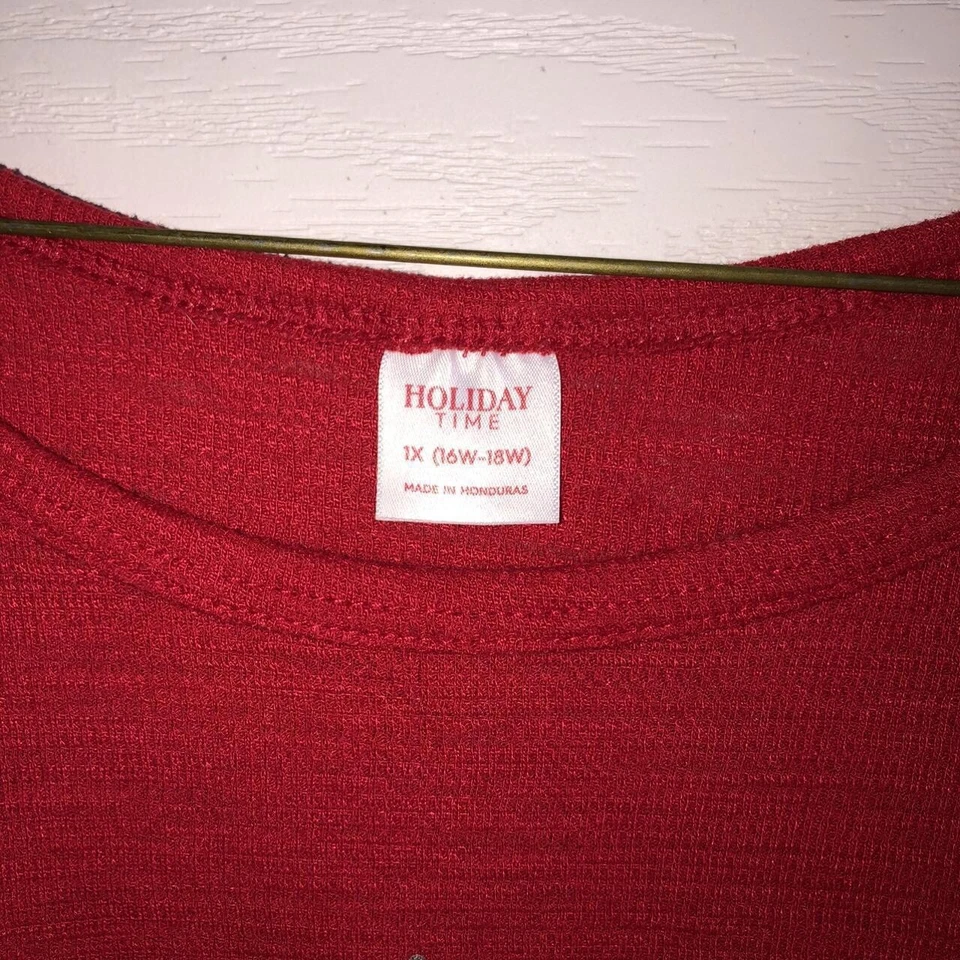 HOLIDAY
TIME
1X (16W-18W)
MADE IN HONDURAS